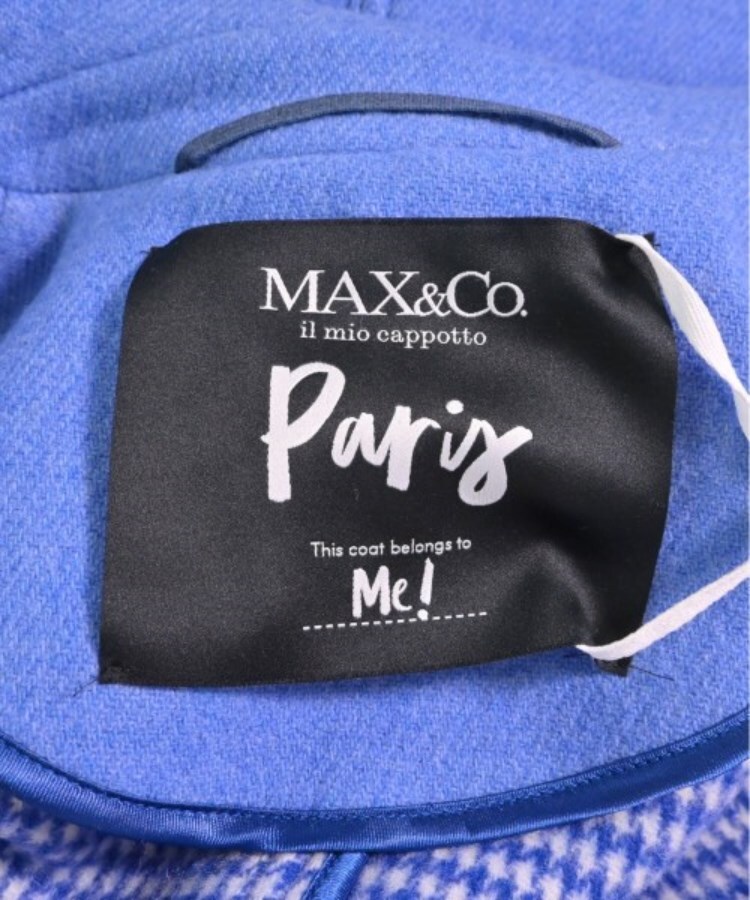 MAX&Co.
il mio cappotto
Paris
This coat belongs to
Me!